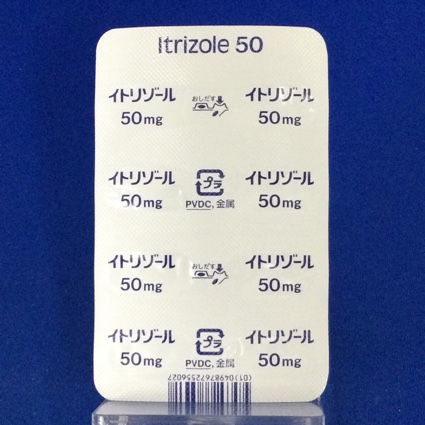 Itrizole 50
イトリゾール おしだす イトリゾール
50mg 50mg
イトリゾール プラ イトリゾール
50mg PVDC, 金属 50mg
イトリゾール おしだす イトリゾール
50mg 50mg
イトリゾール プラ イトリゾール
50mg PVDC, 金属 50mg
(01)04987672556027